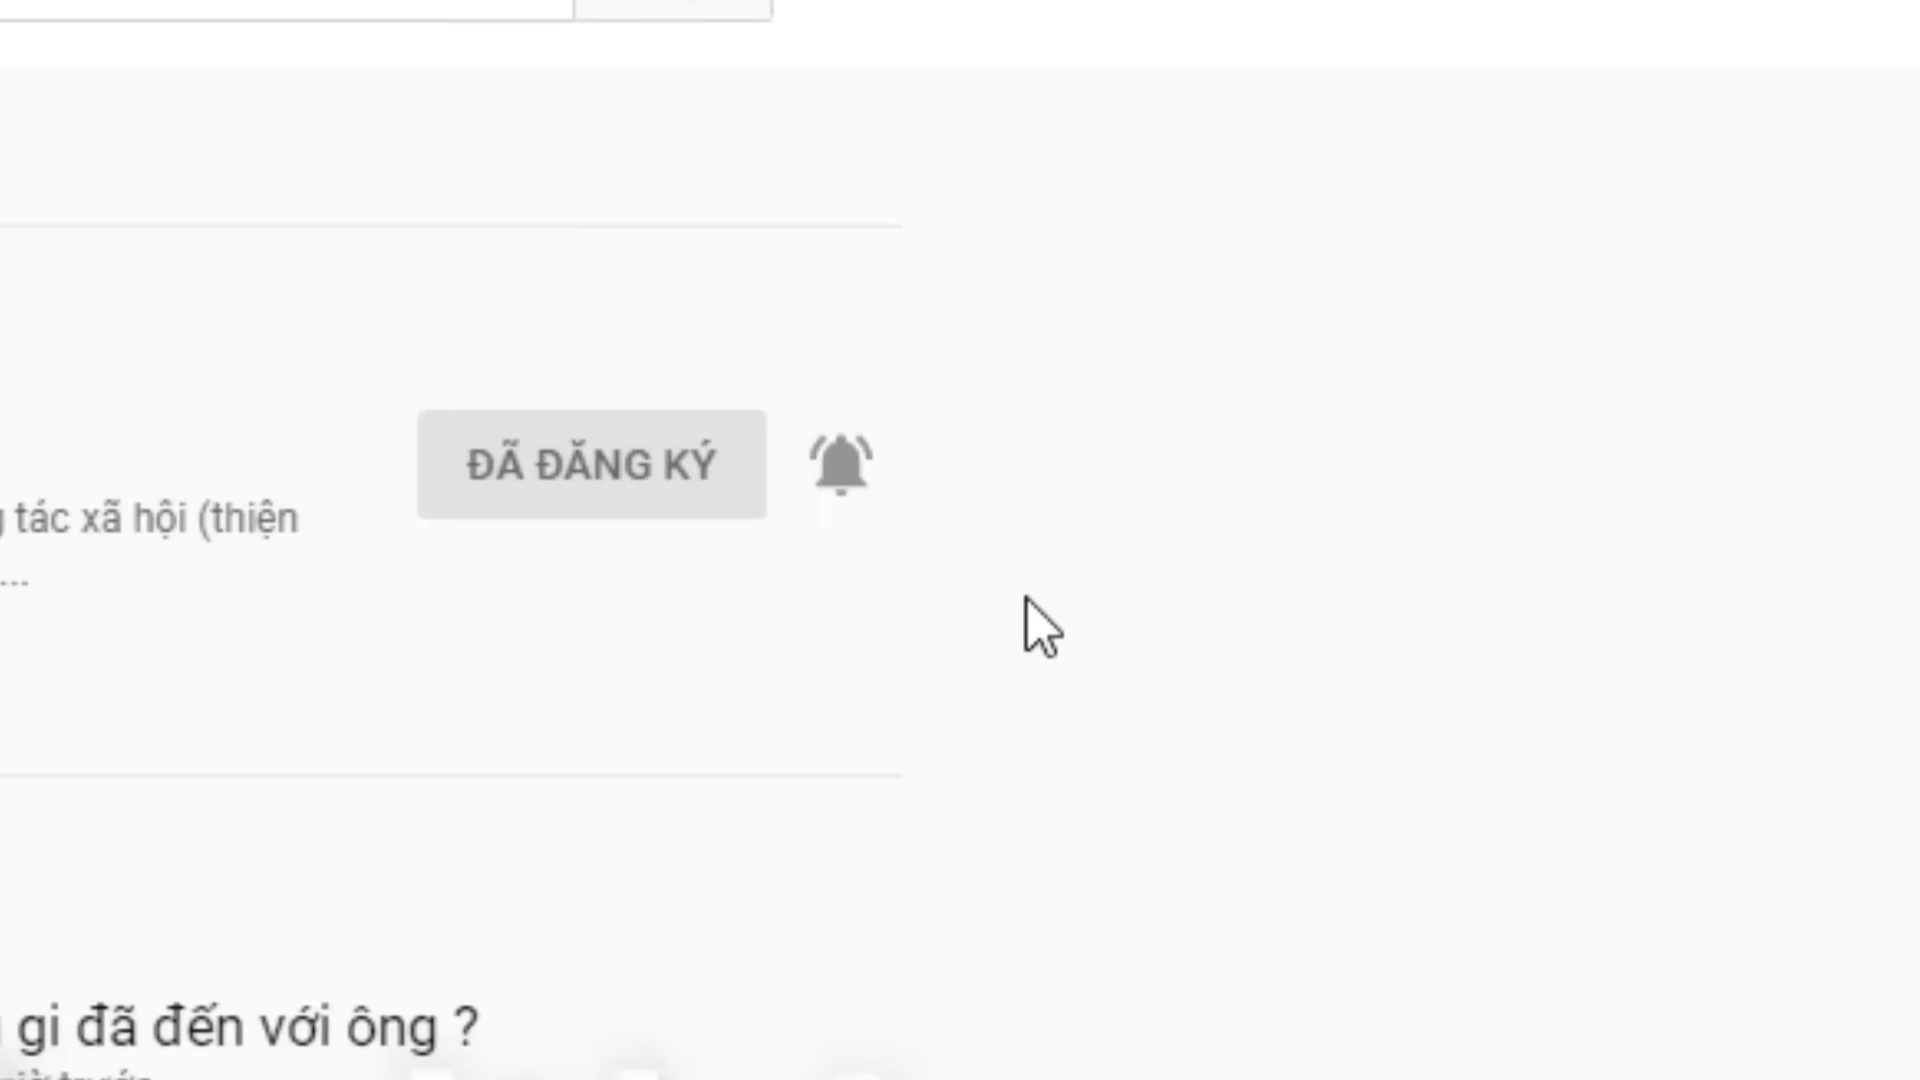 ĐÃ ĐĂNG KÝ
tác xã hội (thiện
...
gi đã đến với ông ?